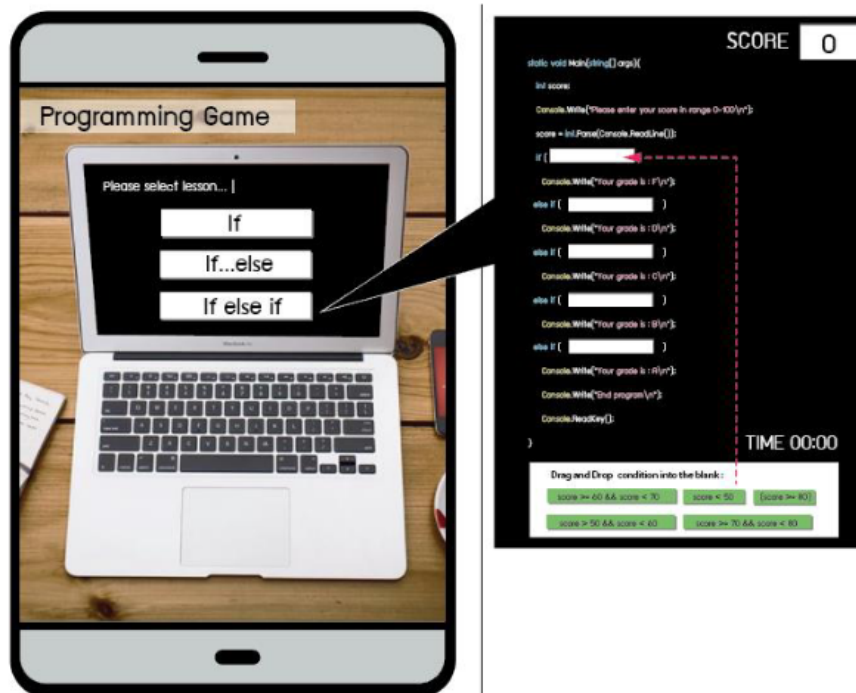 Programming Game
Please select lesson... |
If
If...else
If else if
SCORE 0
static void Main(string[] args){
int score;
Console.Write("Please enter your score in range 0-100\n");
score = int.Parse(Console.ReadLine());
if (
Console.Write("Your grade is : F\n");
else if ( )
Console.Write("Your grade is : D\n");
else if ( )
Console.Write("Your grade is : C\n");
else if ( )
Console.Write("Your grade is : B\n");
else if ( )
Console.Write("Your grade is : A\n");
Console.Write("End program\n");
Console.ReadKey();
}
TIME 00:00
Drag and Drop condition into the blank :
score >= 60 && score < 70 score < 50 (score >= 80)
score > 50 && score < 60 score >= 70 && score < 80